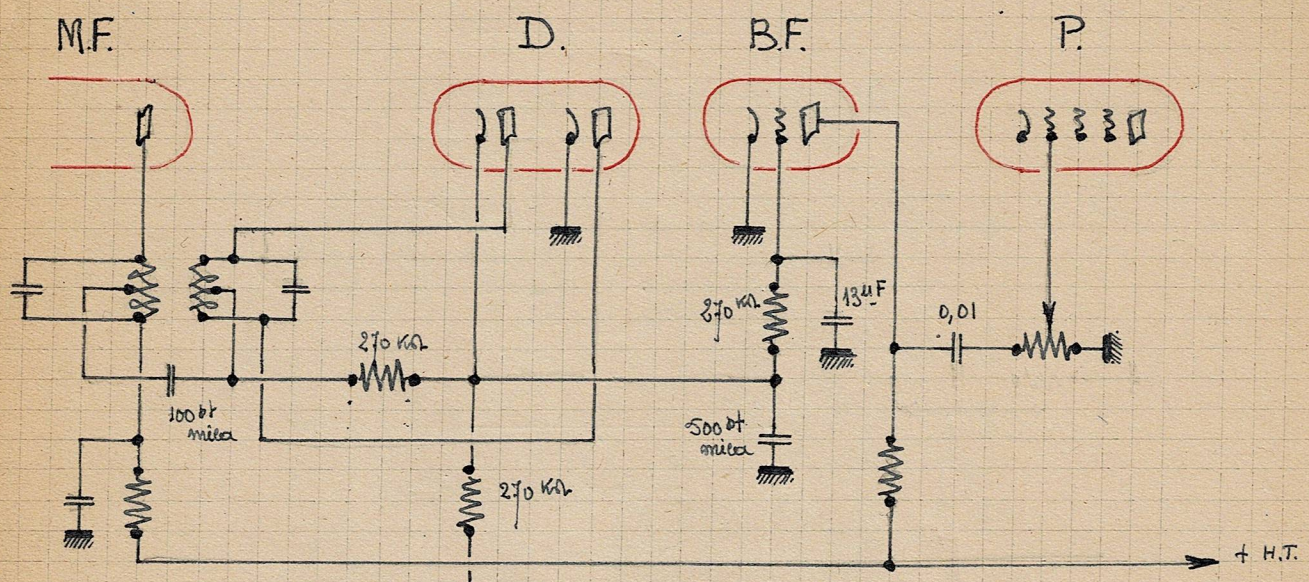 M.F.
D.
B.F.
P.
270 KΩ
13 µF
0,01
270 KΩ
100 pf
mica
500 pf
mica
270 KΩ
+ H.T.